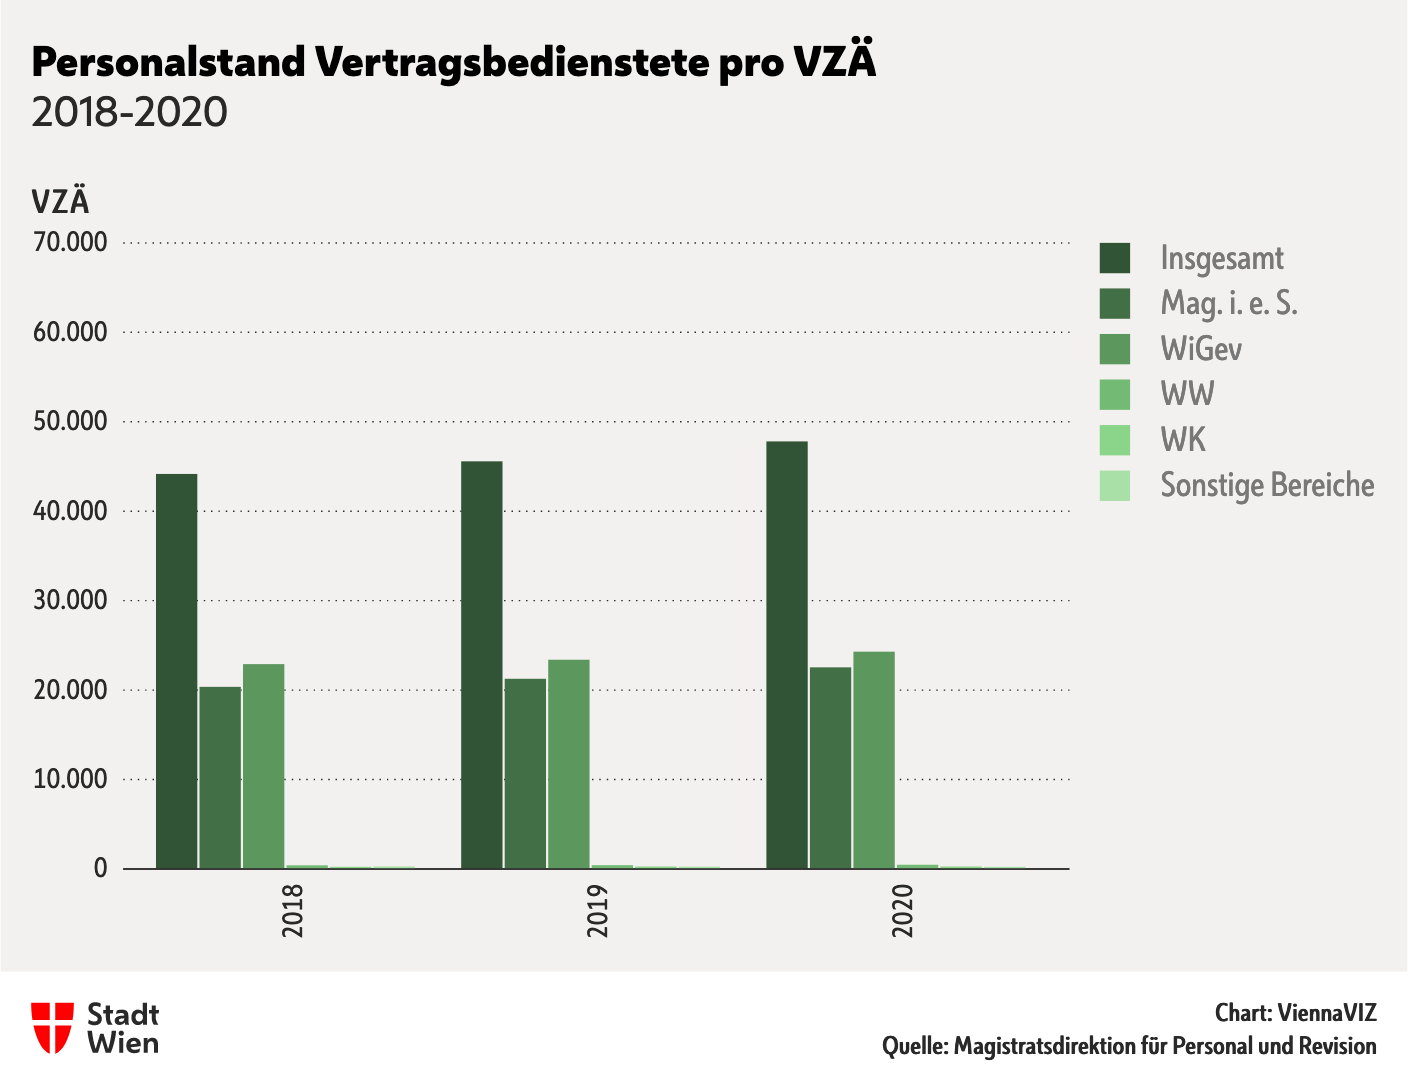 Personalstand Vertragsbedienstete pro VZÄ
2018-2020
VZÄ
70.000
60.000
50.000
40.000
30.000
20.000
10.000
0
2018
2019
2020
Insgesamt
Mag. i. e. S.
WiGev
WW
WK
Sonstige Bereiche
Stadt
Wien
Chart: ViennaVIZ
Quelle: Magistratsdirektion für Personal und Revision